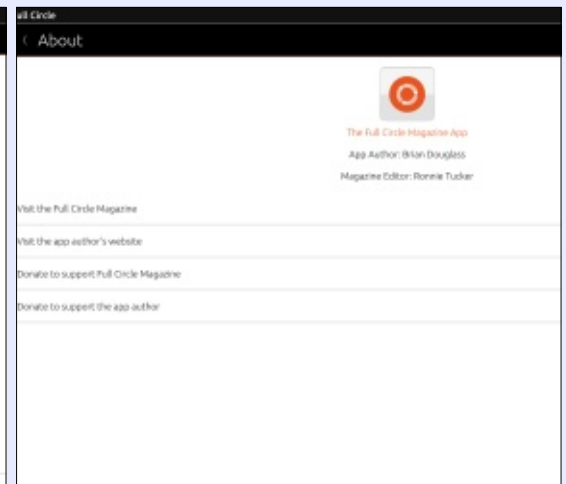 ull Circle
About
The Full Circle Magazine App
App Author: Brian Douglass
Magazine Editor: Ronnie Tucker
Visit the Full Circle Magazine
Visit the app author's website
Donate to support Full Circle Magazine
Donate to support the app author